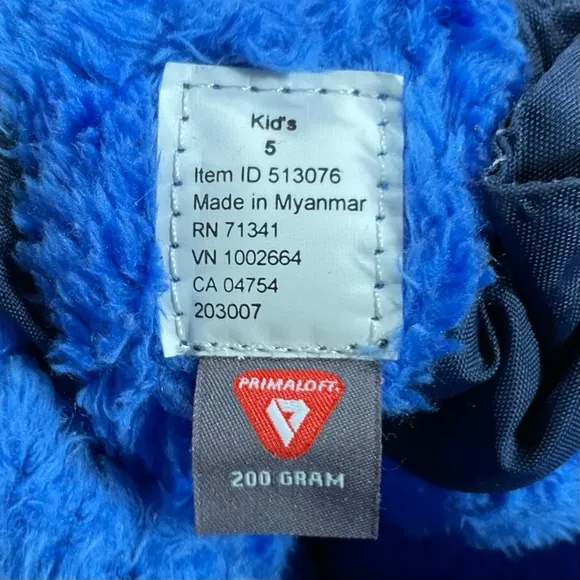 Kid's
5
Item ID 513076
Made in Myanmar
RN 71341
VN 1002664
CA 04754
203007
PRIMALOFT.
200 GRAM